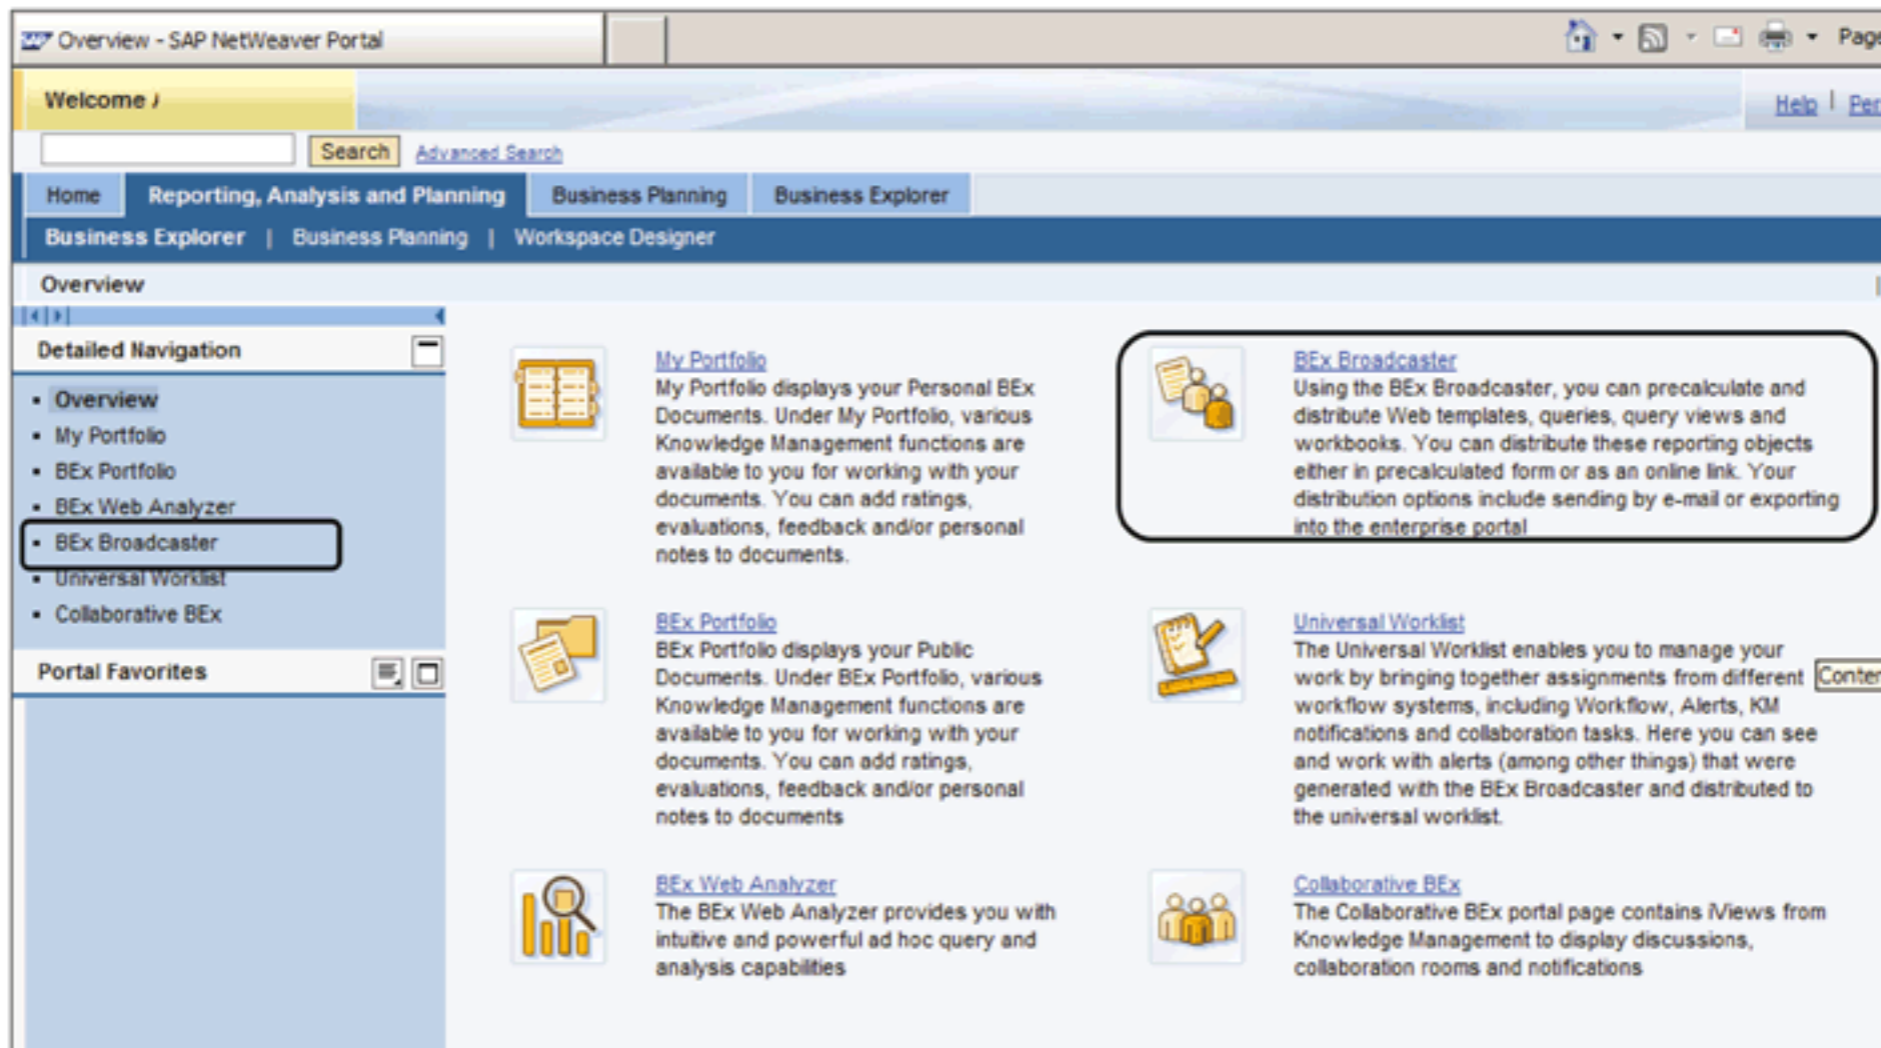 SAP Overview - SAP NetWeaver Portal
Page
Welcome
Help | Per
Search Advanced Search
Home Reporting, Analysis and Planning Business Planning Business Explorer
Business Explorer | Business Planning | Workspace Designer
Overview
Detailed Navigation
Overview
My Portfolio
BEx Portfolio
BEx Web Analyzer
BEx Broadcaster
Universal Worklist
Collaborative BEx
Portal Favorites
My Portfolio
My Portfolio displays your Personal BEx
Documents. Under My Portfolio, various
Knowledge Management functions are
available to you for working with your
documents. You can add ratings,
evaluations, feedback and/or personal
notes to documents.
BEx Broadcaster
Using the BEx Broadcaster, you can precalculate and
distribute Web templates, queries, query views and
workbooks. You can distribute these reporting objects
either in precalculated form or as an online link. Your
distribution options include sending by e-mail or exporting
into the enterprise portal
BEx Portfolio
BEx Portfolio displays your Public
Documents. Under BEx Portfolio, various
Knowledge Management functions are
available to you for working with your
documents. You can add ratings,
evaluations, feedback and/or personal
notes to documents
Universal Worklist
The Universal Worklist enables you to manage your
work by bringing together assignments from different
workflow systems, including Workflow, Alerts, KM
notifications and collaboration tasks. Here you can see
and work with alerts (among other things) that were
generated with the BEx Broadcaster and distributed to
the universal worklist.
Conter
BEx Web Analyzer
The BEx Web Analyzer provides you with
intuitive and powerful ad hoc query and
analysis capabilities
Collaborative BEx
The Collaborative BEx portal page contains iViews from
Knowledge Management to display discussions,
collaboration rooms and notifications